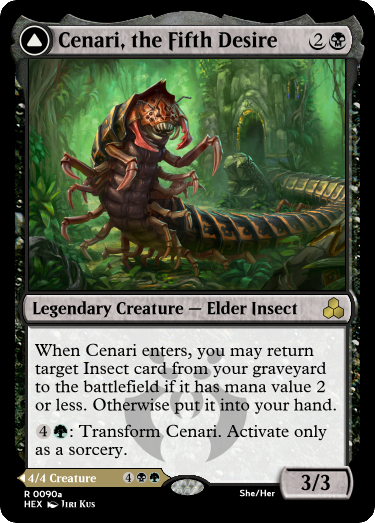 Cenari, the Fifth Desire 2
Legendary Creature — Elder Insect
When Cenari enters, you may return
target Insect card from your graveyard
to the battlefield if it has mana value 2
or less. Otherwise put it into your hand.
4: Transform Cenari. Activate only
as a sorcery.
4/4 Creature 4
3/3
R 0090a
She/Her
HEX Jiri Kus